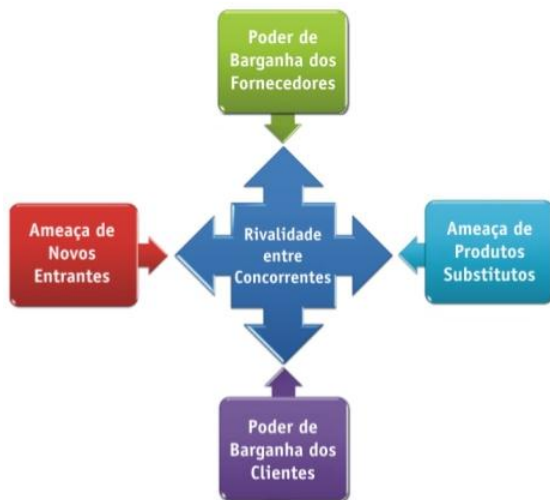 Poder de
Barganha dos
Fornecedores
Ameaça de
Novos
Entrantes
Rivalidade
entre
Concorrentes
Ameaça de
Produtos
Substitutos
Poder de
Barganha dos
Clientes